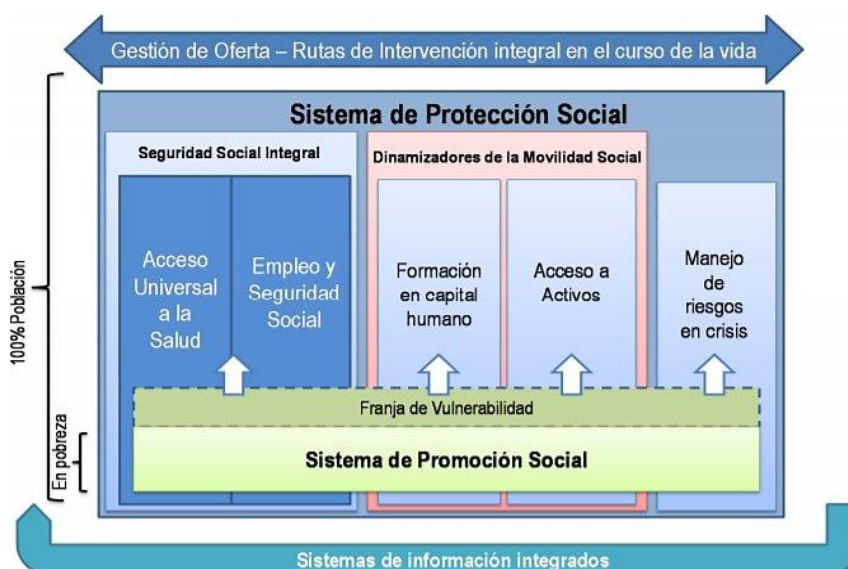 Gestión de Oferta – Rutas de Intervención integral en el curso de la vida
Sistema de Protección Social
Seguridad Social Integral
Dinamizadores de la Movilidad Social
Acceso
Universal
a la
Salud
Empleo y
Seguridad
Social
Formación
en capital
humano
Acceso a
Activos
Manejo
de
riesgos
en crisis
100% Población
En pobreza
Franja de Vulnerabilidad
Sistema de Promoción Social
Sistemas de información integrados